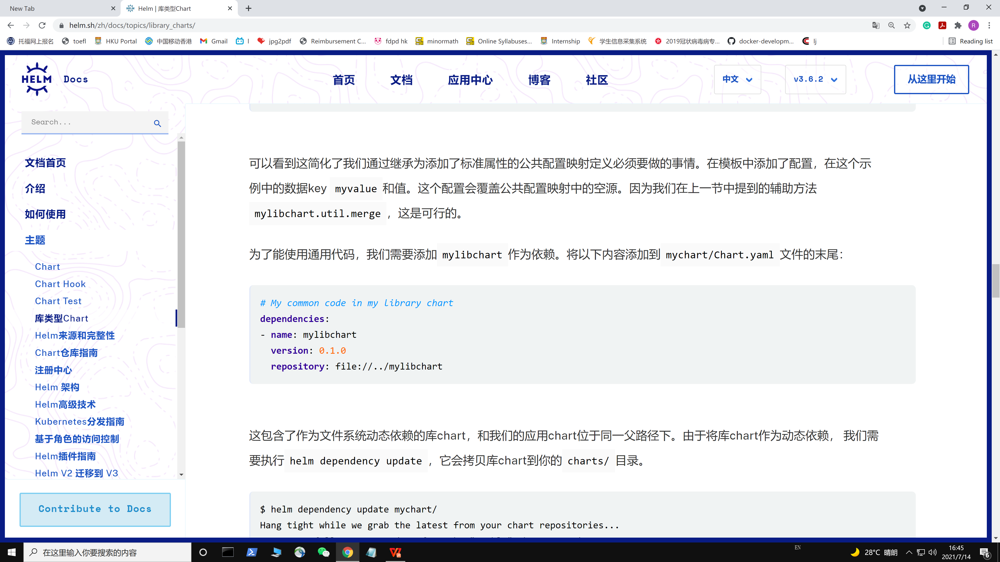 New Tab
Helm | 库类型Chart
helm.sh/zh/docs/topics/library_charts/
托福网上报名 toefl HKU Portal 中国移动香港 Gmail l jpg2pdf Reimbursement C... fdpd hk minormath Online Syllabuses... Internship 学生信息采集系统 2019冠状病毒病专... docker-developm... lj Reading list
HELM Docs 首页 文档 应用中心 博客 社区 中文 v3.6.2 从这里开始
Search...
文档首页
介绍
如何使用
主题
Chart
Chart Hook
Chart Test
库类型Chart
Helm来源和完整性
Chart仓库指南
注册中心
Helm 架构
Helm高级技术
Kubernetes分发指南
基于角色的访问控制
Helm插件指南
Helm V2 迁移到 V3
Contribute to Docs
可以看到这简化了我们通过继承为添加了标准属性的公共配置映射定义必须要做的事情。在模板中添加了配置，在这个示
例中的数据key myvalue 和值。这个配置会覆盖公共配置映射中的空源。因为我们在上一节中提到的辅助方法
mylibchart.util.merge ，这是可行的。
为了能使用通用代码，我们需要添加 mylibchart 作为依赖。将以下内容添加到 mychart/Chart.yaml 文件的末尾：
# My common code in my library chart
dependencies:
- name: mylibchart
  version: 0.1.0
  repository: file://../mylibchart
这包含了作为文件系统动态依赖的库chart，和我们的应用chart位于同一父路径下。由于将库chart作为动态依赖， 我们需
要执行 helm dependency update ，它会拷贝库chart到你的 charts/ 目录。
$ helm dependency update mychart/
Hang tight while we grab the latest from your chart repositories...
在这里输入你要搜索的内容
EN
28°C 晴朗
16:45
2021/7/14
6